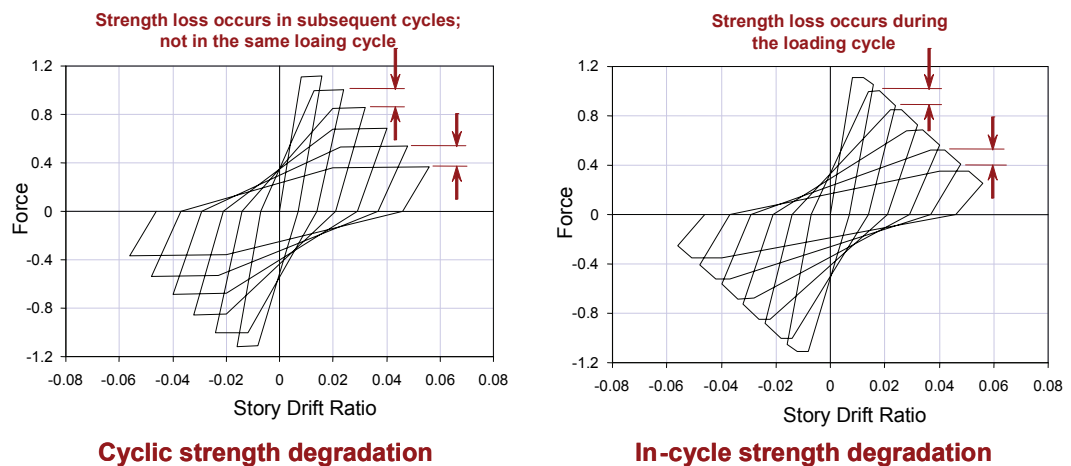 Strength loss occurs in subsequent cycles;
not in the same loaing cycle
1.2
0.8
0.4
0
-0.4
-0.8
-1.2
Force
-0.08 -0.06 -0.04 -0.02 0 0.02 0.04 0.06 0.08
Story Drift Ratio
Cyclic strength degradation
Strength loss occurs during
the loading cycle
1.2
0.8
0.4
0
-0.4
-0.8
-1.2
Force
-0.08 -0.06 -0.04 -0.02 0 0.02 0.04 0.06 0.08
Story Drift Ratio
In-cycle strength degradation